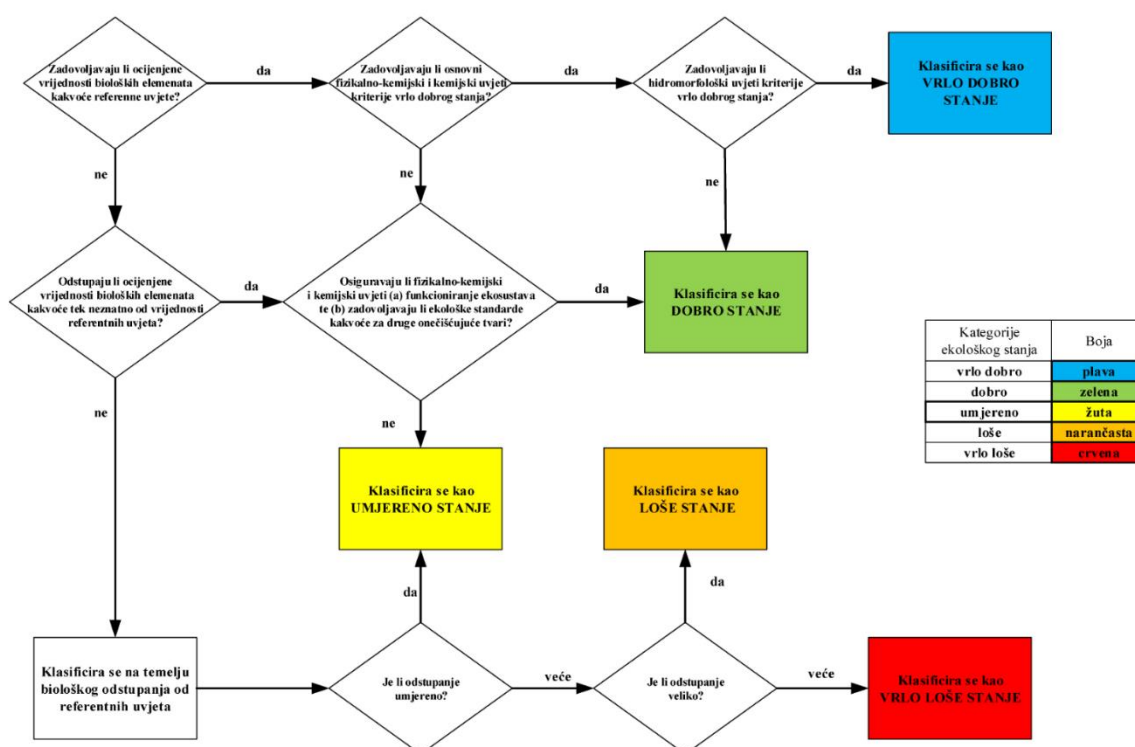 Zadovoljavaju li ocijenjene
vrijednosti bioloških elemenata
kakvoće referenne uvjete?
da
Zadovoljavaju li osnovni
fizikalno-kemijski i kemijski uvjeti
kriterije vrlo dobrog stanja?
da
Zadovoljavaju li
hidromorfološki uvjeti kriterije
vrlo dobrog stanja?
da
Klasificira se kao
VRLO DOBRO
STANJE
ne
ne
ne
Odstupaju li ocijenjene
vrijednosti bioloških elemenata
kakvoće tek neznatno od vrijednosti
referentnih uvjeta?
da
Osiguravaju li fizikalno-kemijski
i kemijski uvjeti (a) funkcioniranje ekosustava
te (b) zadovoljavaju li ekološke standarde
kakvoće za druge onečišćujuće tvari?
da
Klasificira se kao
DOBRO STANJE
Kategorije
ekološkog stanja
Boja
vrlo dobro
plava
dobro
zelena
umjereno
žuta
loše
narančasta
vrlo loše
crvena
ne
ne
Klasificira se kao
UMJERENO STANJE
Klasificira se kao
LOŠE STANJE
da
da
Klasificira se na temelju
biološkog odstupanja od
referentnih uvjeta
Je li odstupanje
umjereno?
veće
Je li odstupanje
veliko?
veće
Klasificira se kao
VRLO LOŠE STANJE